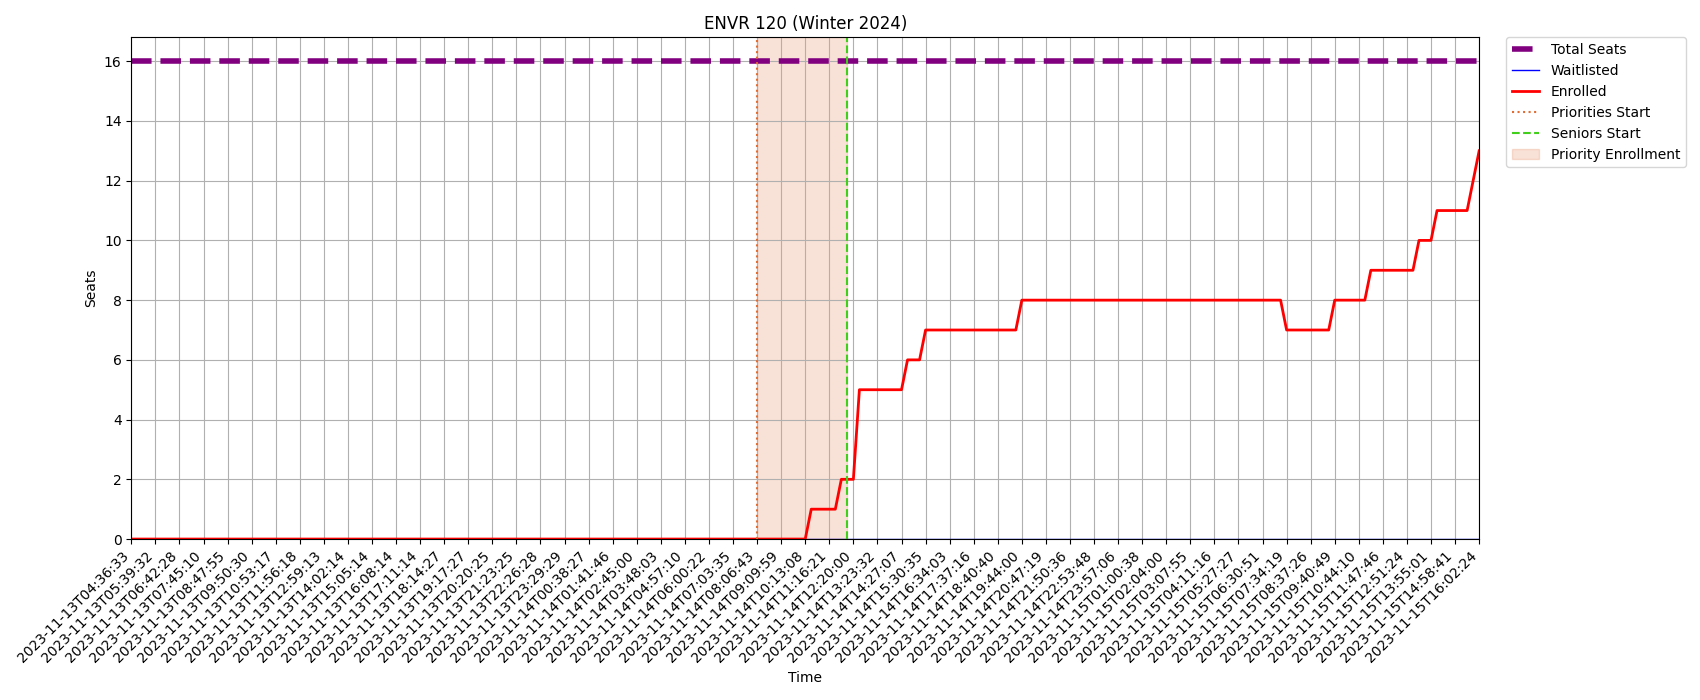 ENVR 120 (Winter 2024)
Total Seats
Waitlisted
Enrolled
Priorities Start
Seniors Start
Priority Enrollment
Seats
16
14
12
10
8
6
4
2
0
2023-11-13T04:36:33
2023-11-13T05:39:32
2023-11-13T06:42:28
2023-11-13T07:45:10
2023-11-13T08:47:55
2023-11-13T09:50:30
2023-11-13T10:53:17
2023-11-13T11:56:18
2023-11-13T12:59:13
2023-11-13T14:02:14
2023-11-13T15:05:14
2023-11-13T16:08:14
2023-11-13T17:11:14
2023-11-13T18:14:27
2023-11-13T19:17:27
2023-11-13T20:20:25
2023-11-13T21:23:25
2023-11-13T22:26:28
2023-11-13T23:29:29
2023-11-14T00:38:27
2023-11-14T01:41:46
2023-11-14T02:45:00
2023-11-14T03:48:03
2023-11-14T04:57:10
2023-11-14T06:00:22
2023-11-14T07:03:35
2023-11-14T08:06:43
2023-11-14T09:09:59
2023-11-14T10:13:08
2023-11-14T11:16:21
2023-11-14T12:20:00
2023-11-14T13:23:32
2023-11-14T14:27:07
2023-11-14T15:30:35
2023-11-14T16:34:03
2023-11-14T17:37:16
2023-11-14T18:40:40
2023-11-14T19:44:00
2023-11-14T20:47:19
2023-11-14T21:50:36
2023-11-14T22:53:48
2023-11-14T23:57:06
2023-11-15T01:00:38
2023-11-15T02:04:00
2023-11-15T03:07:55
2023-11-15T04:11:16
2023-11-15T05:27:27
2023-11-15T06:30:51
2023-11-15T07:34:19
2023-11-15T08:37:26
2023-11-15T09:40:49
2023-11-15T10:44:10
2023-11-15T11:47:46
2023-11-15T12:51:24
2023-11-15T13:55:01
2023-11-15T14:58:41
2023-11-15T16:02:24
Time